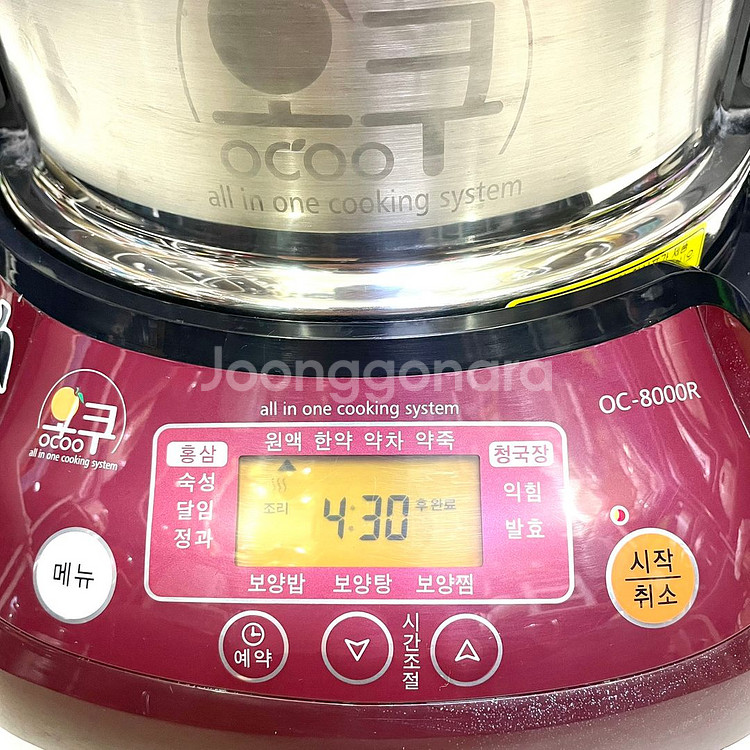 오쿠
ocoo
all in one cooking system
Joonggonara
all in one cooking system
OC-8000R
오쿠
ocoo
all in one cooking system
원액 한약 약차 약죽
홍삼
숙성
달임
정과
조리
4:30 후 완료
청국장
익힘
발효
보양밥 보양탕 보양찜
메뉴
시작
취소
예약
시간조절